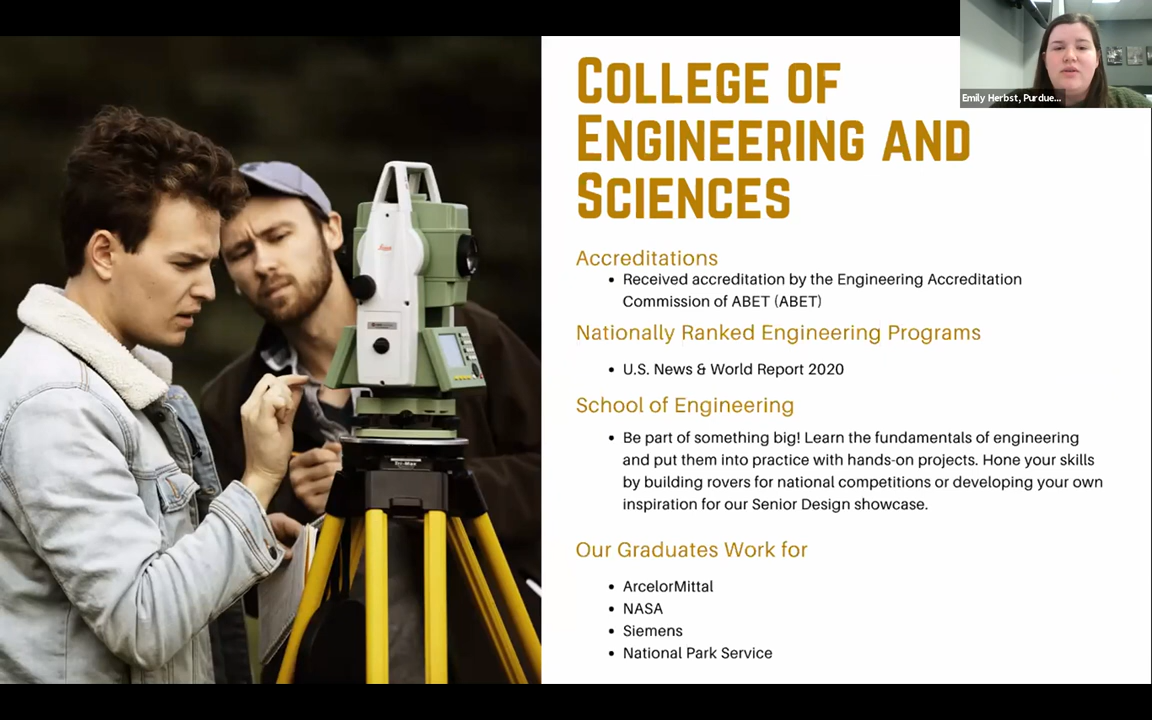 COLLEGE OF
ENGINEERING AND
SCIENCES
Emily Herbst, Purdue...
Accreditations
• Received accreditation by the Engineering Accreditation
Commission of ABET (ABET)
Nationally Ranked Engineering Programs
• U.S. News & World Report 2020
School of Engineering
• Be part of something big! Learn the fundamentals of engineering
and put them into practice with hands-on projects. Hone your skills
by building rovers for national competitions or developing your own
inspiration for our Senior Design showcase.
Our Graduates Work for
• ArcelorMittal
• NASA
• Siemens
• National Park Service
Leica
Tri-Max